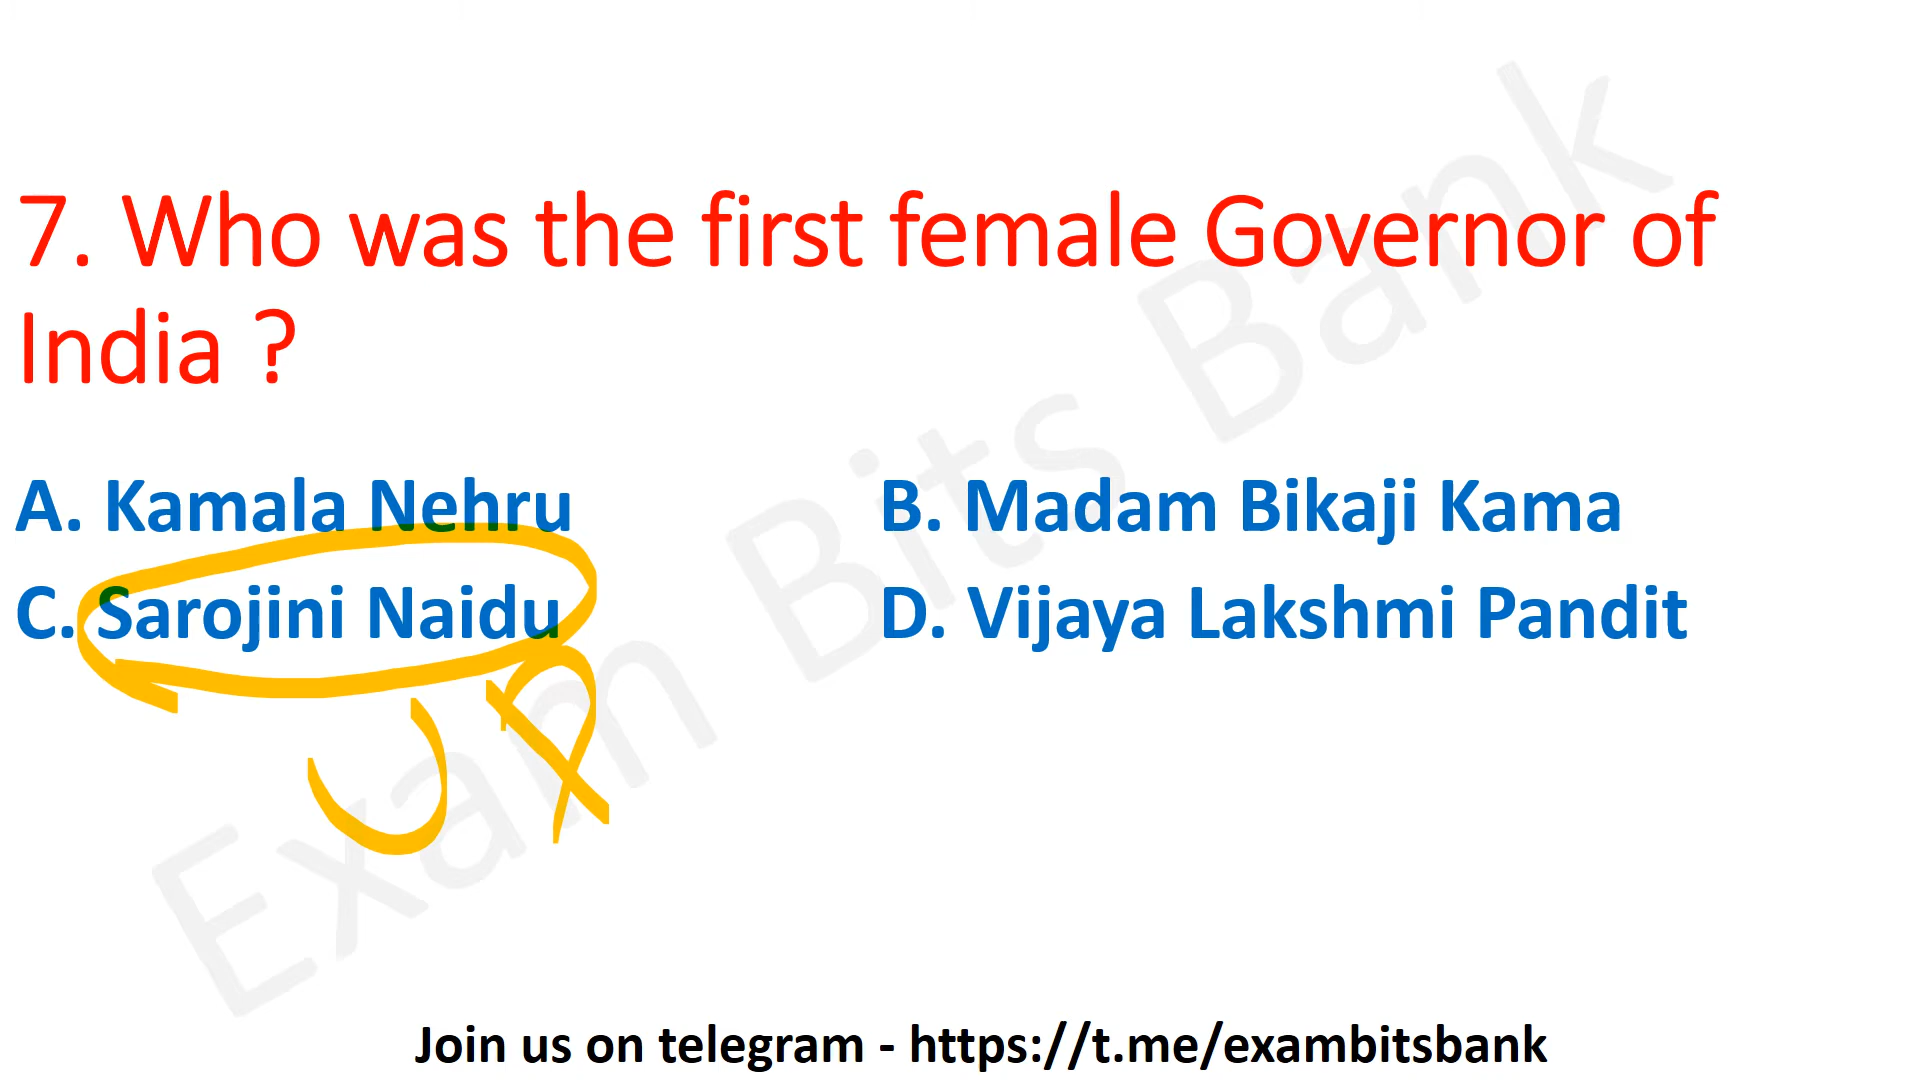 7. Who was the first female Governor of
India ?
A. Kamala Nehru B. Madam Bikaji Kama
C. Sarojini Naidu D. Vijaya Lakshmi Pandit
UP
Exam Bits Bank
Join us on telegram - https://t.me/exambitsbank